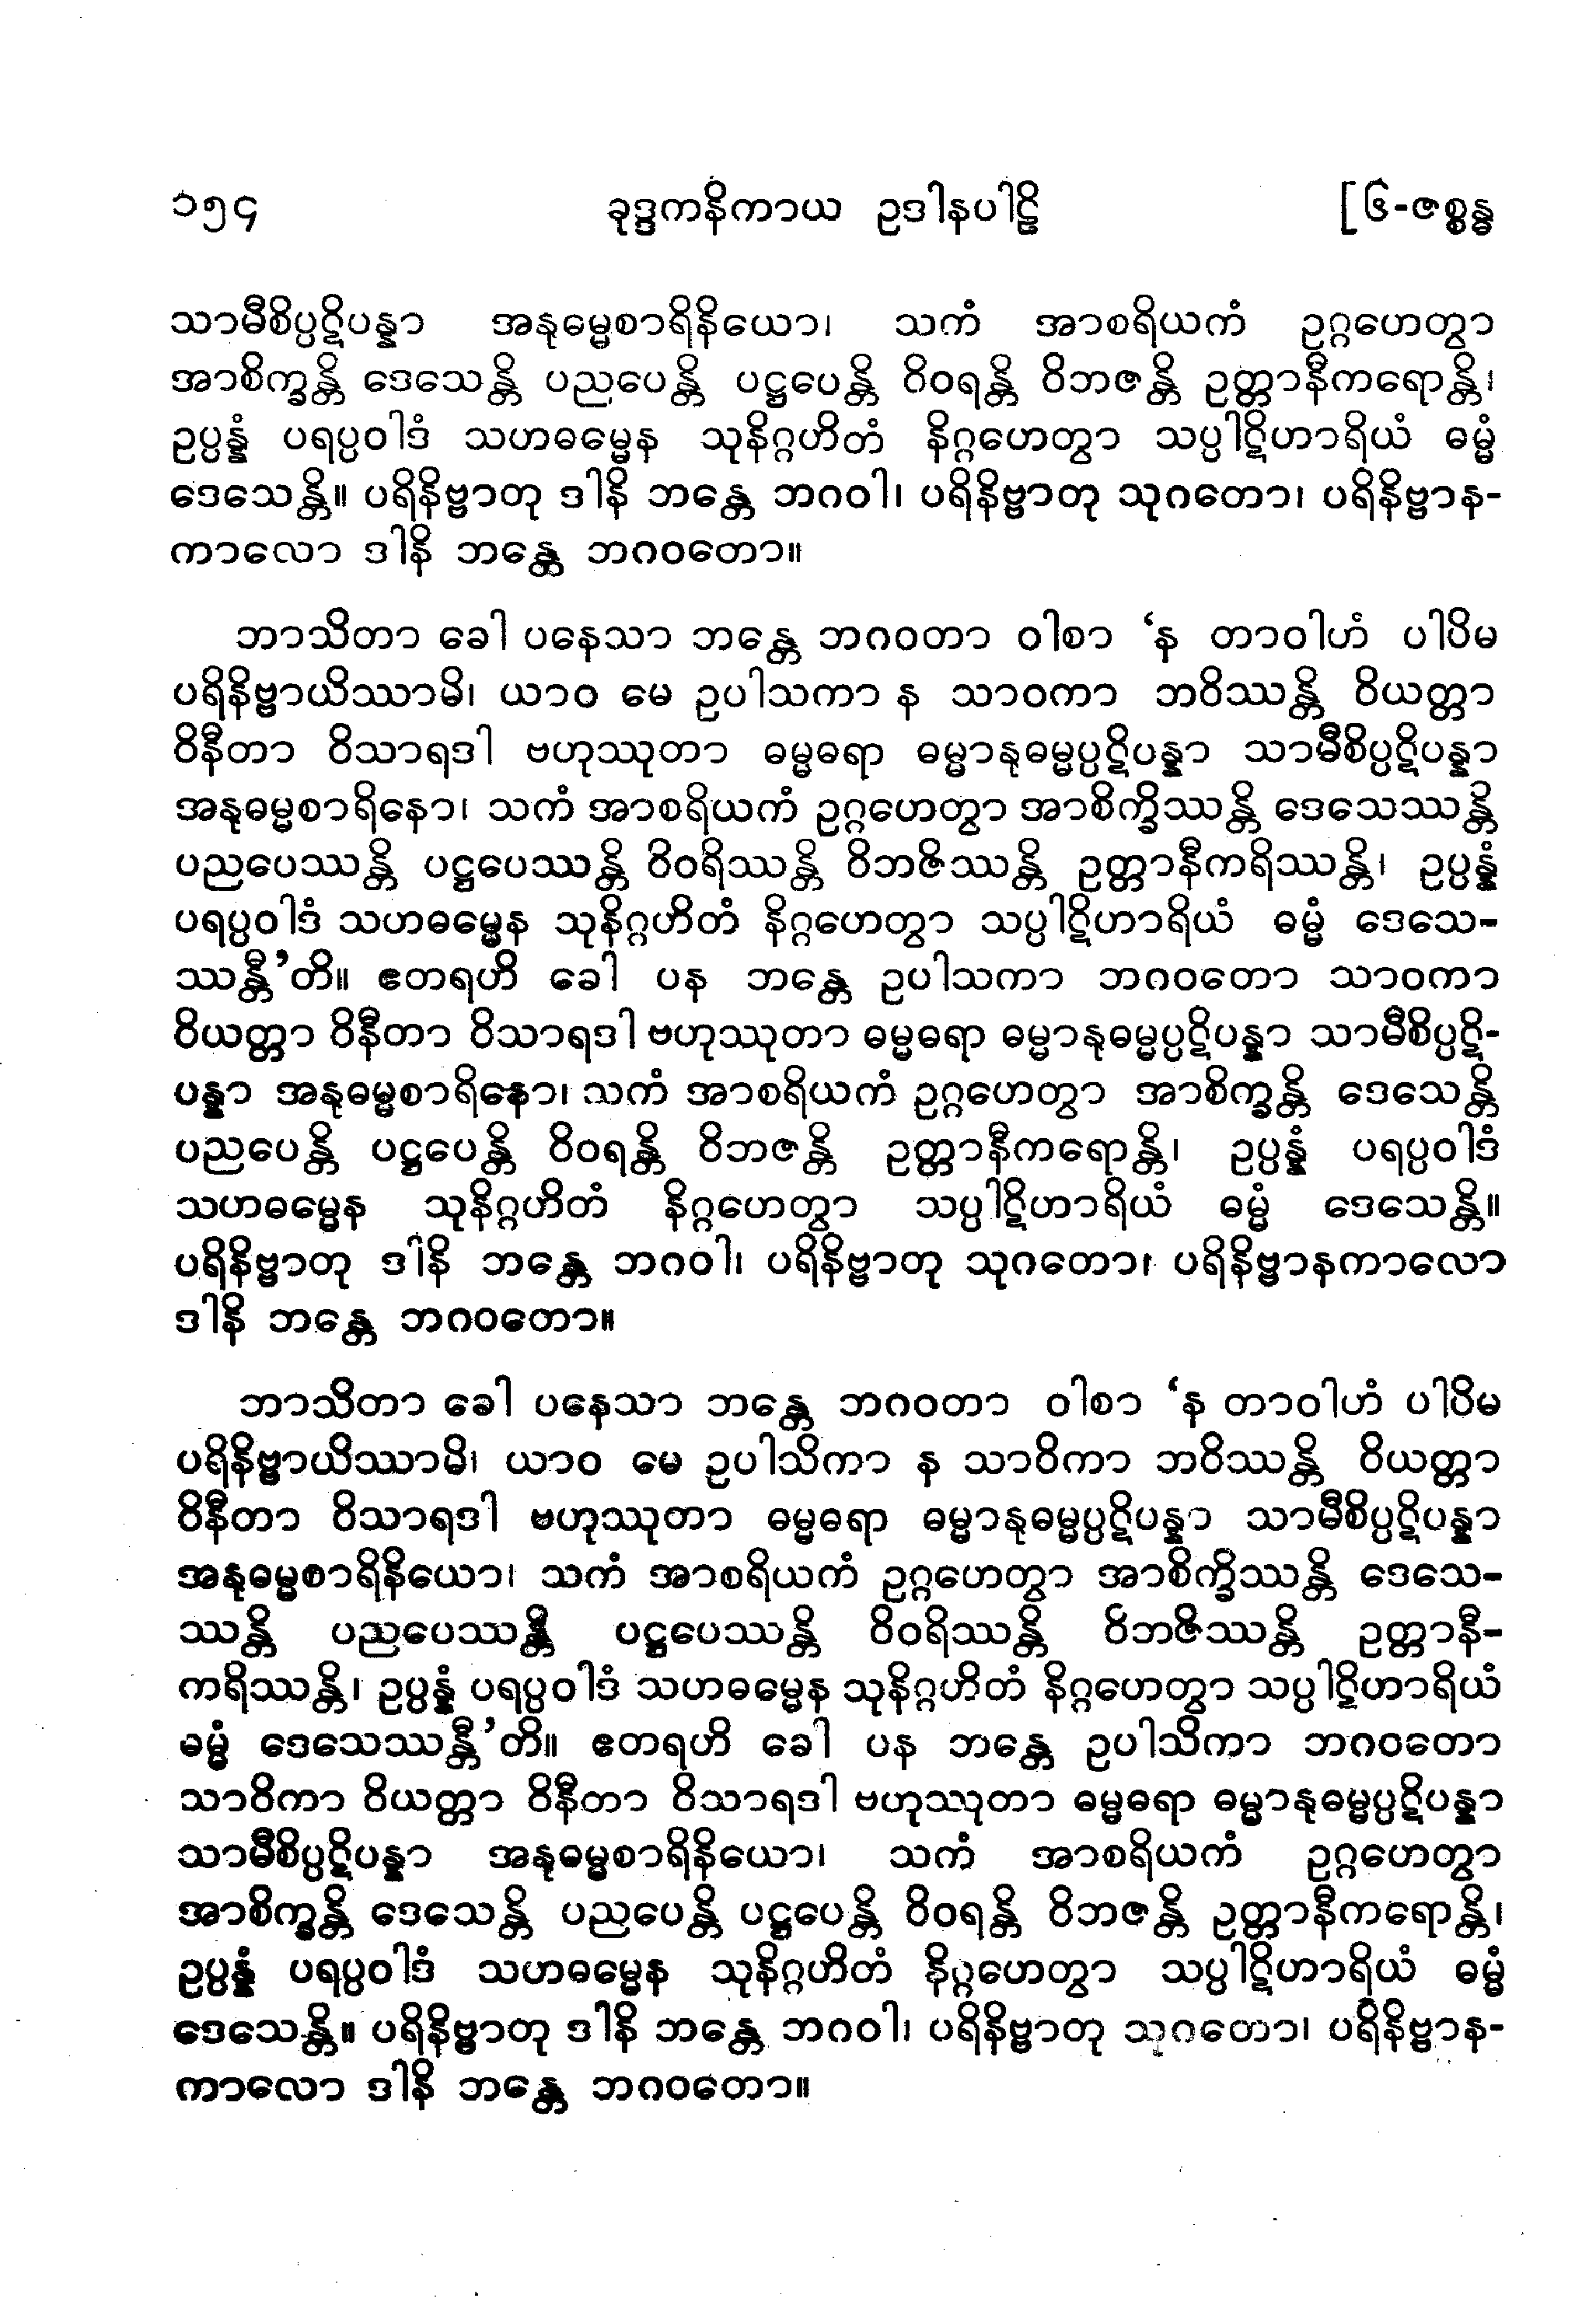 ၁၅၄ ခုဒ္ဒကနိကာယ ဥဒါနပါဠိ [၆-ဇစ္စန္ဓ
သာမီစိပ္ပဋိပန္နာ အနုဓမ္မစာရိနိယော၊ သကံ အာစရိယကံ ဥဂ္ဂဟေတွာ
အာစိက္ခန္တိ ဒေသေန္တိ ပညပေန္တိ ပဋ္ဌပေန္တိ ဝိဝရန္တိ ဝိဘဇန္တိ ဥတ္တာနီကရောန္တိ၊
ဥပ္ပန္နံ ပရပ္ပဝါဒံ သဟဓမ္မေန သုနိဂ္ဂဟိတံ နိဂ္ဂဟေတွာ သပ္ပါဋိဟာရိယံ ဓမ္မံ
ဒေသေန္တိ။ ပရိနိဗ္ဗာတု ဒါနိ ဘန္တေ ဘဂဝါ၊ ပရိနိဗ္ဗာတု သုဂတော၊ ပရိနိဗ္ဗာန-
ကာလော ဒါနိ ဘန္တေ ဘဂဝတော။
ဘာသိတာ ခေါ ပနေသာ ဘန္တေ ဘဂဝတာ ဝါစာ ‘န တာဝါဟံ ပါပိမ
ပရိနိဗ္ဗာယိဿာမိ၊ ယာဝ မေ ဥပါသကာ န သာဝကာ ဘဝိဿန္တိ ဝိယတ္တာ
ဝိနီတာ ဝိသာရဒါ ဗဟုဿုတာ ဓမ္မဓရာ ဓမ္မာနုဓမ္မပ္ပဋိပန္နာ သာမီစိပ္ပဋိပန္နာ
အနုဓမ္မစာရိနော၊ သကံ အာစရိယကံ ဥဂ္ဂဟေတွာ အာစိက္ခိဿန္တိ ဒေသေဿန္တိ
ပညပေဿန္တိ ပဋ္ဌပေဿန္တိ ဝိဝရိဿန္တိ ဝိဘဇိဿန္တိ ဥတ္တာနီကရိဿန္တိ၊ ဥပ္ပန္နံ
ပရပ္ပဝါဒံ သဟဓမ္မေန သုနိဂ္ဂဟိတံ နိဂ္ဂဟေတွာ သပ္ပါဋိဟာရိယံ ဓမ္မံ ဒေသေ-
ဿန္တီ’တိ။ ဧတရဟိ ခေါ ပန ဘန္တေ ဥပါသကာ ဘဂဝတော သာဝကာ
ဝိယတ္တာ ဝိနီတာ ဝိသာရဒါ ဗဟုဿုတာ ဓမ္မဓရာ ဓမ္မာနုဓမ္မပ္ပဋိပန္နာ သာမီစိပ္ပဋိ-
ပန္နာ အနုဓမ္မစာရိနော၊ သကံ အာစရိယကံ ဥဂ္ဂဟေတွာ အာစိက္ခန္တိ ဒေသေန္တိ
ပညပေန္တိ ပဋ္ဌပေန္တိ ဝိဝရန္တိ ဝိဘဇန္တိ ဥတ္တာနီကရောန္တိ၊ ဥပ္ပန္နံ ပရပ္ပဝါဒံ
သဟဓမ္မေန သုနိဂ္ဂဟိတံ နိဂ္ဂဟေတွာ သပ္ပါဋိဟာရိယံ ဓမ္မံ ဒေသေန္တိ။
ပရိနိဗ္ဗာတု ဒါနိ ဘန္တေ ဘဂဝါ၊ ပရိနိဗ္ဗာတု သုဂတော၊ ပရိနိဗ္ဗာနကာလော
ဒါနိ ဘန္တေ ဘဂဝတော။
ဘာသိတာ ခေါ ပနေသာ ဘန္တေ ဘဂဝတာ ဝါစာ ‘န တာဝါဟံ ပါပိမ
ပရိနိဗ္ဗာယိဿာမိ၊ ယာဝ မေ ဥပါသိကာ န သာဝိကာ ဘဝိဿန္တိ ဝိယတ္တာ
ဝိနီတာ ဝိသာရဒါ ဗဟုဿုတာ ဓမ္မဓရာ ဓမ္မာနုဓမ္မပ္ပဋိပန္နာ သာမီစိပ္ပဋိပန္နာ
အနုဓမ္မစာရိနိယော၊ သကံ အာစရိယကံ ဥဂ္ဂဟေတွာ အာစိက္ခိဿန္တိ ဒေသေ-
ဿန္တိ ပညပေဿန္တိ ပဋ္ဌပေဿန္တိ ဝိဝရိဿန္တိ ဝိဘဇိဿန္တိ ဥတ္တာနီ-
ကရိဿန္တိ၊ ဥပ္ပန္နံ ပရပ္ပဝါဒံ သဟဓမ္မေန သုနိဂ္ဂဟိတံ နိဂ္ဂဟေတွာ သပ္ပါဋိဟာရိယံ
ဓမ္မံ ဒေသေဿန္တီ’တိ။ ဧတရဟိ ခေါ ပန ဘန္တေ ဥပါသိကာ ဘဂဝတော
သာဝိကာ ဝိယတ္တာ ဝိနီတာ ဝိသာရဒါ ဗဟုဿုတာ ဓမ္မဓရာ ဓမ္မာနုဓမ္မပ္ပဋိပန္နာ
သာမီစိပ္ပဋိပန္နာ အနုဓမ္မစာရိနိယော၊ သကံ အာစရိယကံ ဥဂ္ဂဟေတွာ
အာစိက္ခန္တိ ဒေသေန္တိ ပညပေန္တိ ပဋ္ဌပေန္တိ ဝိဝရန္တိ ဝိဘဇန္တိ ဥတ္တာနီကရောန္တိ၊
ဥပ္ပန္နံ ပရပ္ပဝါဒံ သဟဓမ္မေန သုနိဂ္ဂဟိတံ နိဂ္ဂဟေတွာ သပ္ပါဋိဟာရိယံ ဓမ္မံ
ဒေသေန္တိ။ ပရိနိဗ္ဗာတု ဒါနိ ဘန္တေ ဘဂဝါ၊ ပရိနိဗ္ဗာတု သုဂတော၊ ပရိနိဗ္ဗာန-
ကာလော ဒါနိ ဘန္တေ ဘဂဝတော။